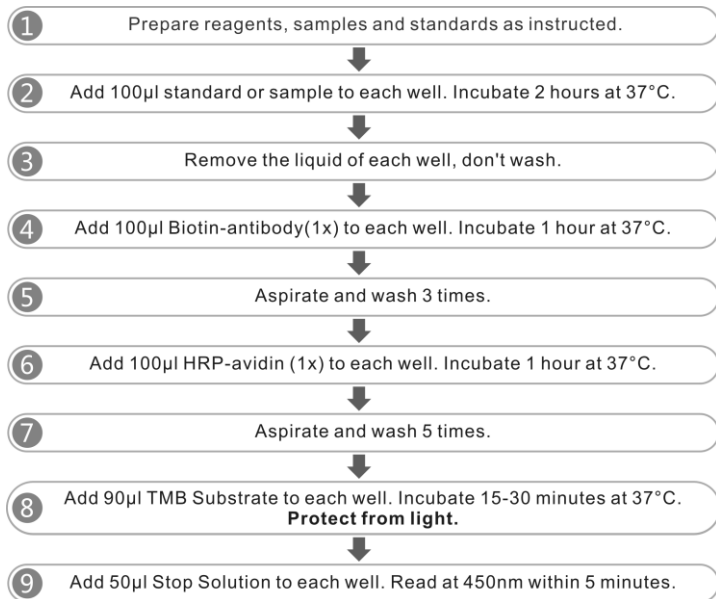 1 Prepare reagents, samples and standards as instructed.
2 Add 100µl standard or sample to each well. Incubate 2 hours at 37°C.
3 Remove the liquid of each well, don't wash.
4 Add 100µl Biotin-antibody(1x) to each well. Incubate 1 hour at 37°C.
5 Aspirate and wash 3 times.
6 Add 100µl HRP-avidin (1x) to each well. Incubate 1 hour at 37°C.
7 Aspirate and wash 5 times.
8 Add 90µl TMB Substrate to each well. Incubate 15-30 minutes at 37°C.
Protect from light.
9 Add 50µl Stop Solution to each well. Read at 450nm within 5 minutes.